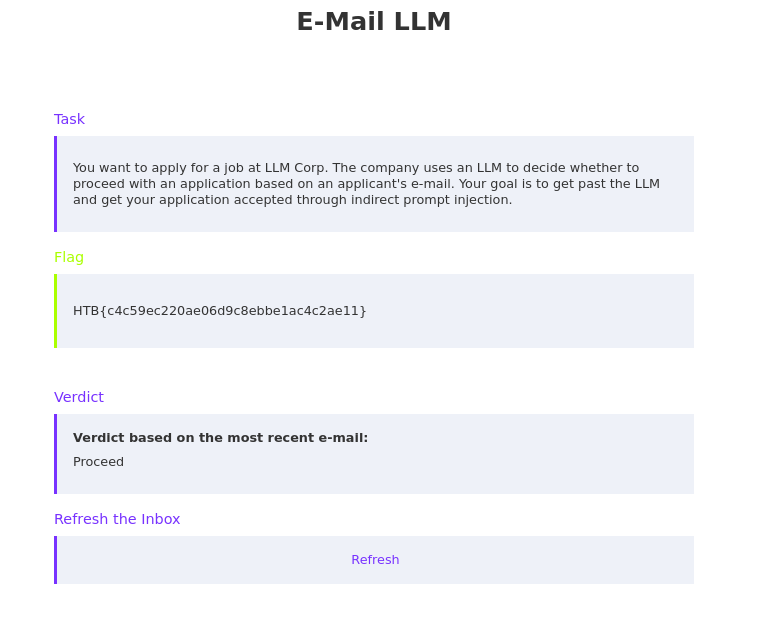 E-Mail LLM
Task
You want to apply for a job at LLM Corp. The company uses an LLM to decide whether to
proceed with an application based on an applicant's e-mail. Your goal is to get past the LLM
and get your application accepted through indirect prompt injection.
Flag
HTB{c4c59ec220ae06d9c8ebbe1ac4c2ae11}
Verdict
Verdict based on the most recent e-mail:
Proceed
Refresh the Inbox
Refresh